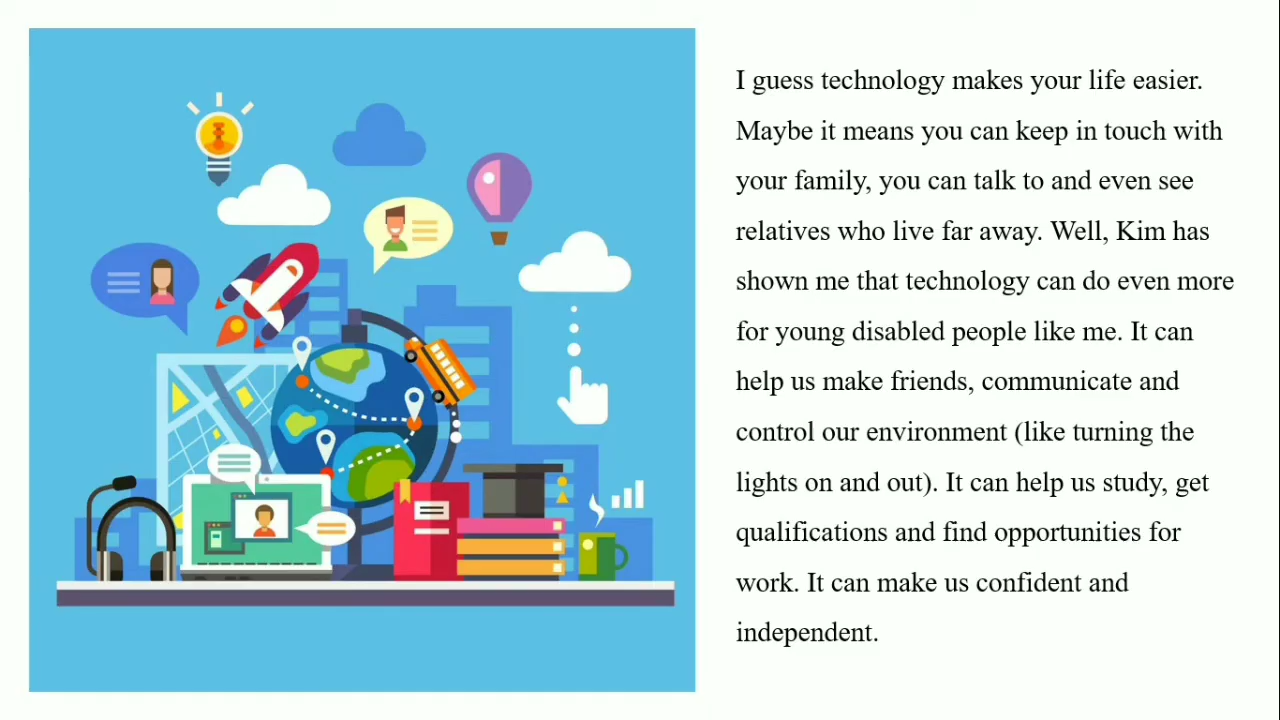 I guess technology makes your life easier.
Maybe it means you can keep in touch with
your family, you can talk to and even see
relatives who live far away. Well, Kim has
shown me that technology can do even more
for young disabled people like me. It can
help us make friends, communicate and
control our environment (like turning the
lights on and out). It can help us study, get
qualifications and find opportunities for
work. It can make us confident and
independent.